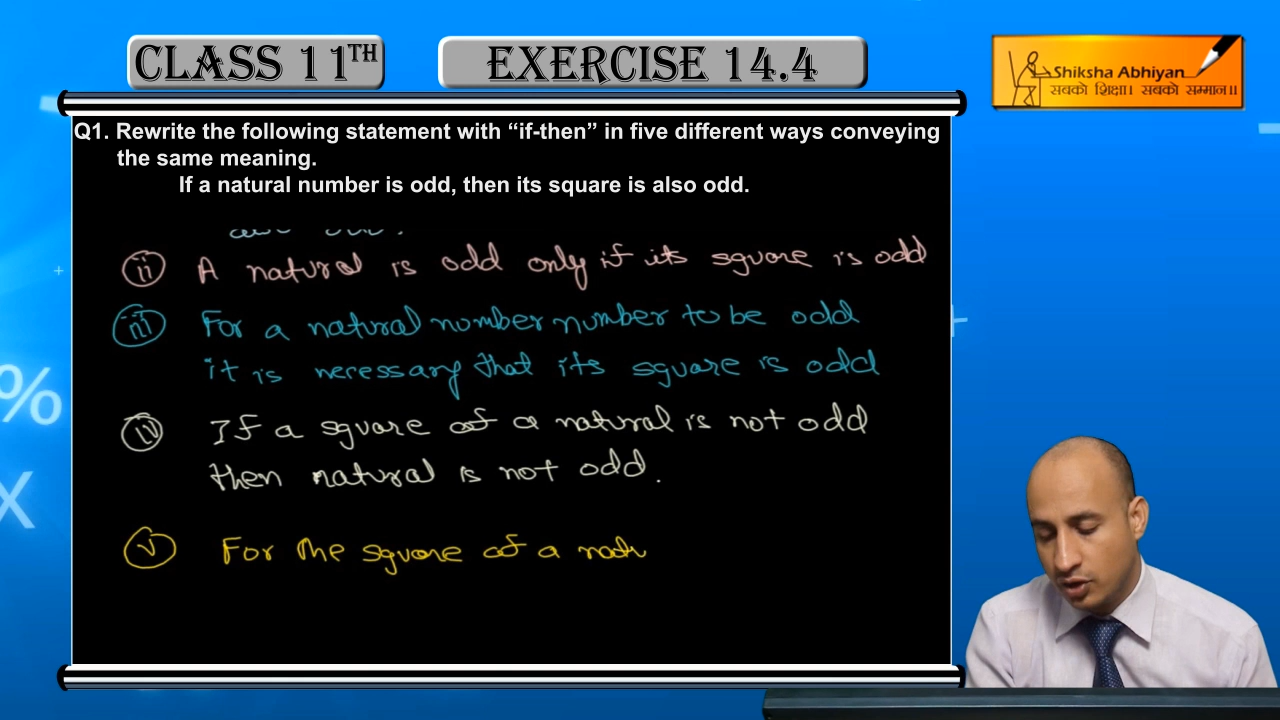 CLASS 11TH
EXERCISE 14.4
Shiksha Abhiyan
सबको शिक्षा। सबको सम्मान।।
Q1. Rewrite the following statement with “if-then” in five different ways conveying
the same meaning.
If a natural number is odd, then its square is also odd.
(ii) A natural is odd only if its square is odd
(iii) For a natural number number to be odd
it is necessary that its square is odd
(iv) If a square of a natural is not odd
then natural is not odd.
(v) For the square of a natu
%
X
+
+